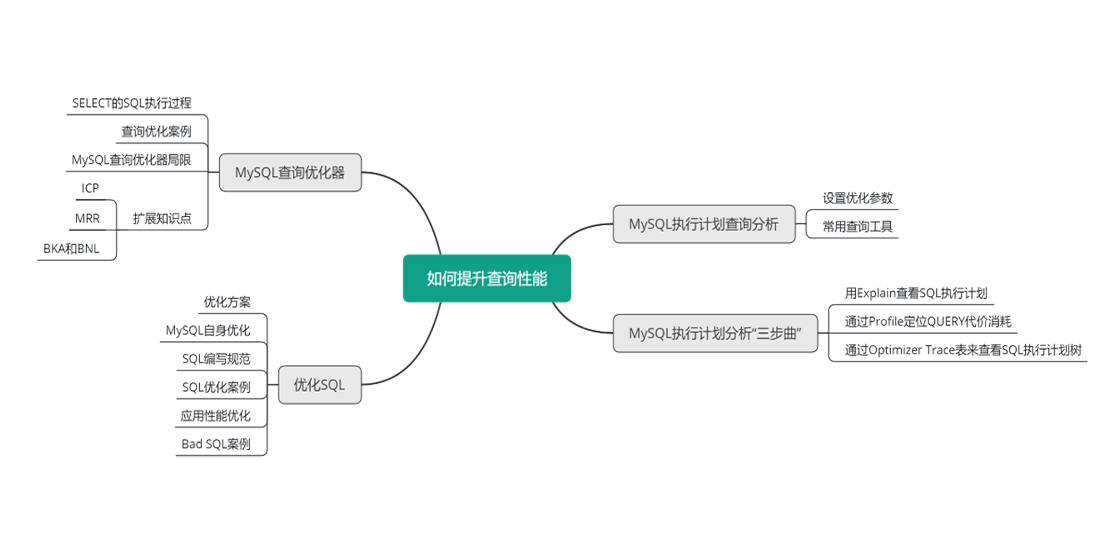 如何提升查询性能
MySQL查询优化器
SELECT的SQL执行过程
查询优化案例
MySQL查询优化器局限
扩展知识点
ICP
MRR
BKA和BNL
优化SQL
优化方案
MySQL自身优化
SQL编写规范
SQL优化案例
应用性能优化
Bad SQL案例
MySQL执行计划查询分析
设置优化参数
常用查询工具
MySQL执行计划分析“三步曲”
用Explain查看SQL执行计划
通过Profile定位QUERY代价消耗
通过Optimizer Trace表来查看SQL执行计划树